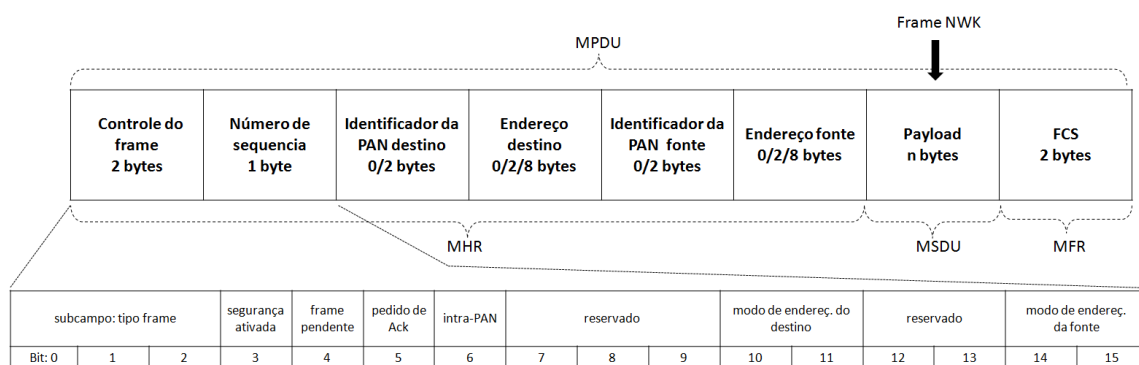 Frame NWK
MPDU
Controle do
frame
2 bytes
Número de
sequencia
1 byte
Identificador da
PAN destino
0/2 bytes
Endereço
destino
0/2/8 bytes
Identificador da
PAN fonte
0/2 bytes
Endereço fonte
0/2/8 bytes
Payload
n bytes
FCS
2 bytes
MHR
MSDU
MFR
subcampo: tipo frame
segurança
ativada
frame
pendente
pedido de
Ack
intra-PAN
reservado
modo de endereç. do
destino
reservado
modo de endereç.
da fonte
Bit: 0 1 2 3 4 5 6 7 8 9 10 11 12 13 14 15